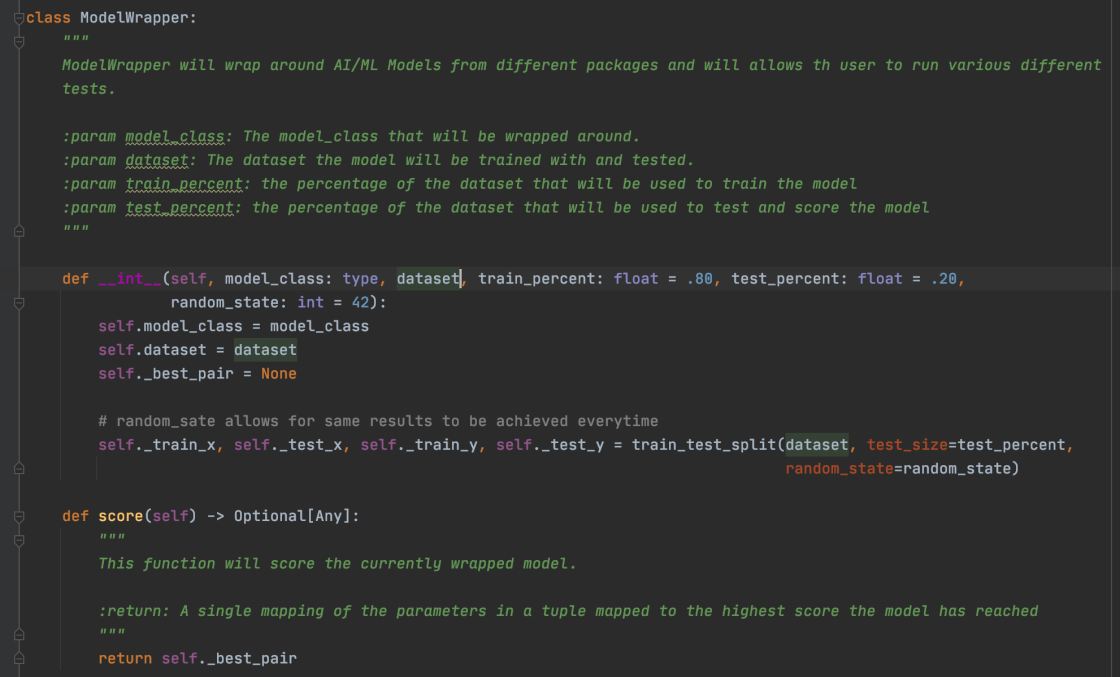 class ModelWrapper:
    """
    ModelWrapper will wrap around AI/ML Models from different packages and will allows th user to run various different
    tests.

    :param model_class: The model_class that will be wrapped around.
    :param dataset: The dataset the model will be trained with and tested.
    :param train_percent: the percentage of the dataset that will be used to train the model
    :param test_percent: the percentage of the dataset that will be used to test and score the model
    """

    def __int__(self, model_class: type, dataset, train_percent: float = .80, test_percent: float = .20,
                random_state: int = 42):
        self.model_class = model_class
        self.dataset = dataset
        self._best_pair = None

        # random_sate allows for same results to be achieved everytime
        self._train_x, self._test_x, self._train_y, self._test_y = train_test_split(dataset, test_size=test_percent,
                                                                                    random_state=random_state)

    def score(self) -> Optional[Any]:
        """
        This function will score the currently wrapped model.

        :return: A single mapping of the parameters in a tuple mapped to the highest score the model has reached
        """
        return self._best_pair